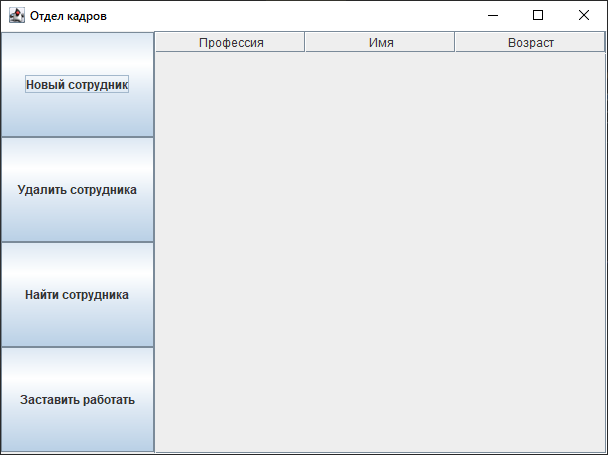 Отдел кадров
Профессия Имя Возраст
Новый сотрудник
Удалить сотрудника
Найти сотрудника
Заставить работать